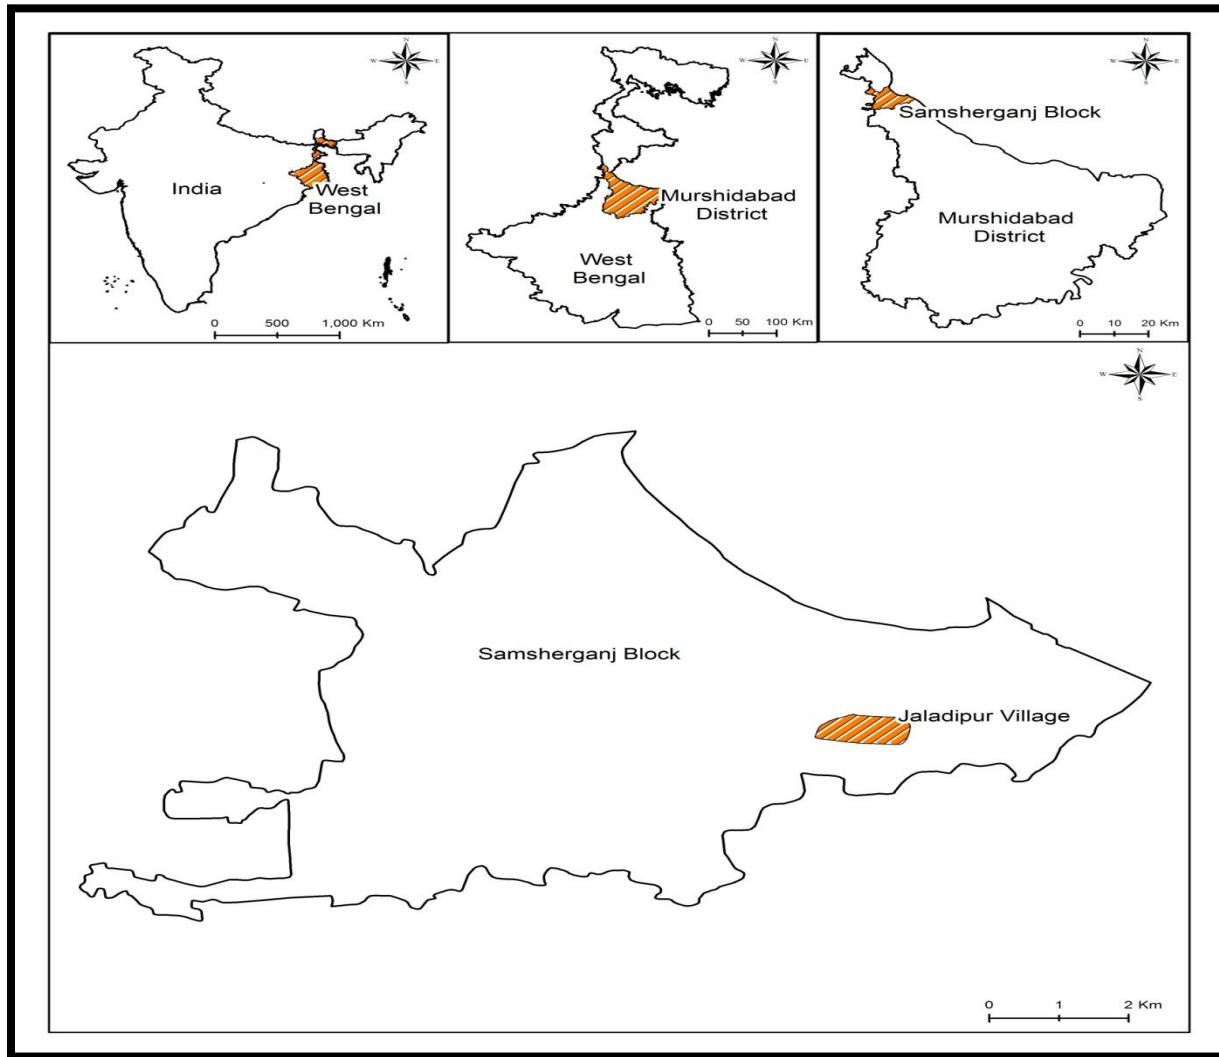 N
W E
S
India
West
Bengal
0 500 1,000 Km
N
W E
S
Murshidabad
District
West
Bengal
0 50 100 Km
N
W E
S
Samsherganj Block
Murshidabad
District
0 10 20 Km
N
W E
S
Samsherganj Block
Jaladipur Village
0 1 2 Km